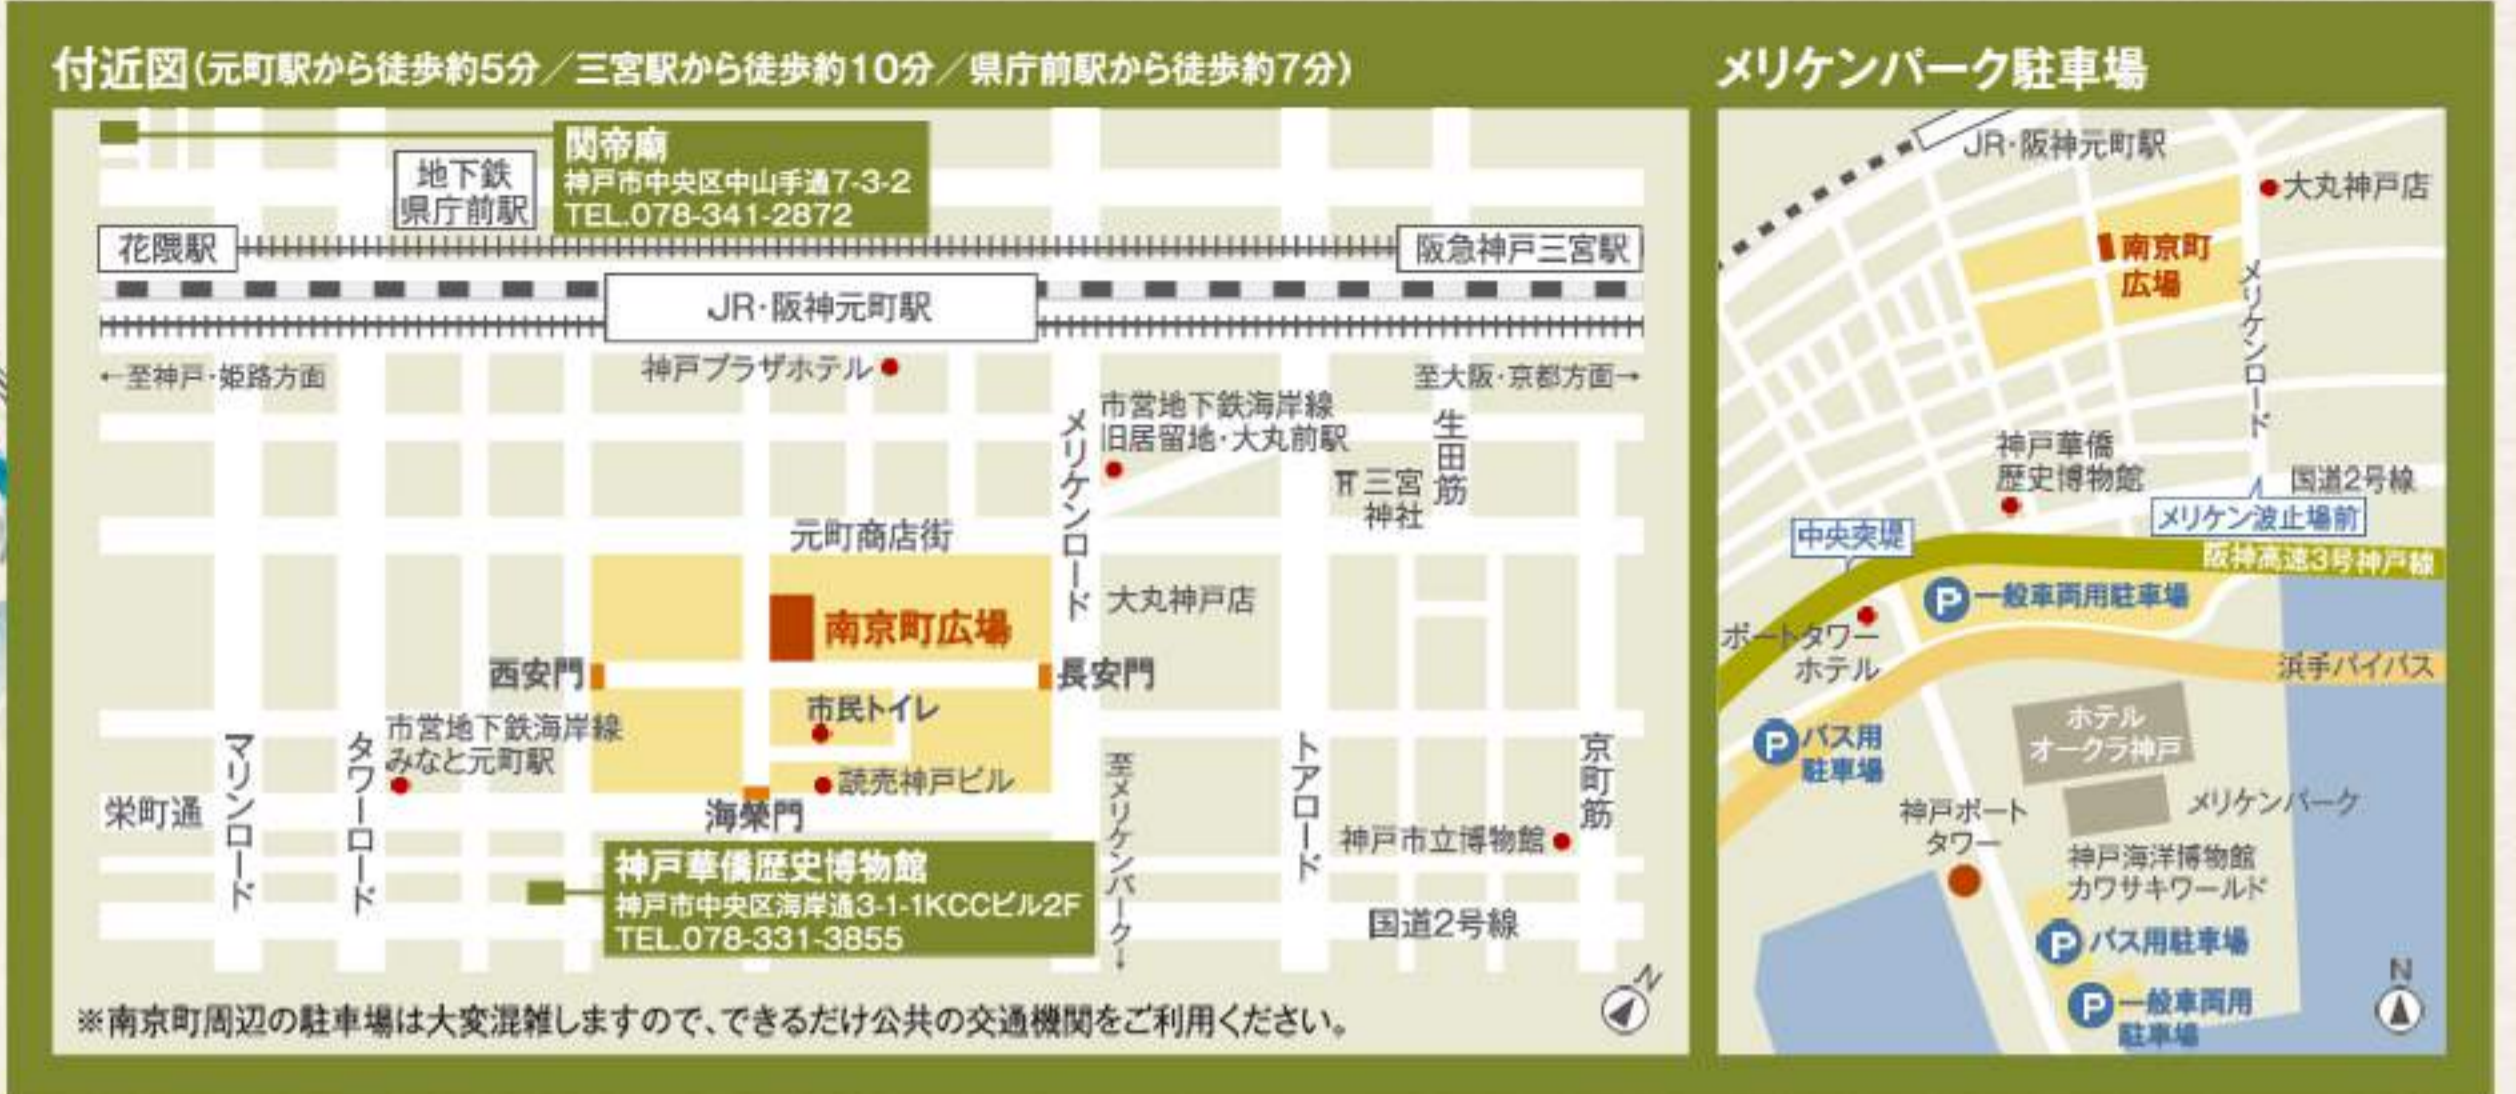 付近図(元町駅から徒歩約5分／三宮駅から徒歩約10分／県庁前駅から徒歩約7分)
関帝廟
神戸市中央区中山手通7-3-2
TEL.078-341-2872
地下鉄
県庁前駅
花隈駅
阪急神戸三宮駅
JR・阪神元町駅
神戸プラザホテル
←至神戸・姫路方面
至大阪・京都方面→
市営地下鉄海岸線
旧居留地・大丸前駅
メリケンロード
生田筋
三宮
神社
元町商店街
大丸神戸店
南京町広場
西安門
長安門
市民トイレ
市営地下鉄海岸線
みなと元町駅
読売神戸ビル
海榮門
栄町通
マリンロード
タワーロード
至メリケンパーク→
トアロード
京町筋
神戸市立博物館
神戸華僑歴史博物館
神戸市中央区海岸通3-1-1KCCビル2F
TEL.078-331-3855
国道2号線
N
※南京町周辺の駐車場は大変混雑しますので、できるだけ公共の交通機関をご利用ください。
メリケンパーク駐車場
JR・阪神元町駅
大丸神戸店
南京町
広場
メリケンロード
神戸華僑
歴史博物館
国道2号線
メリケン波止場前
中央突堤
阪神高速3号神戸線
P 一般車両用駐車場
ポートタワー
ホテル
浜手バイパス
P バス用
駐車場
ホテル
オークラ神戸
メリケンパーク
神戸ポート
タワー
神戸海洋博物館
カワサキワールド
P バス用駐車場
P 一般車両用
駐車場
N